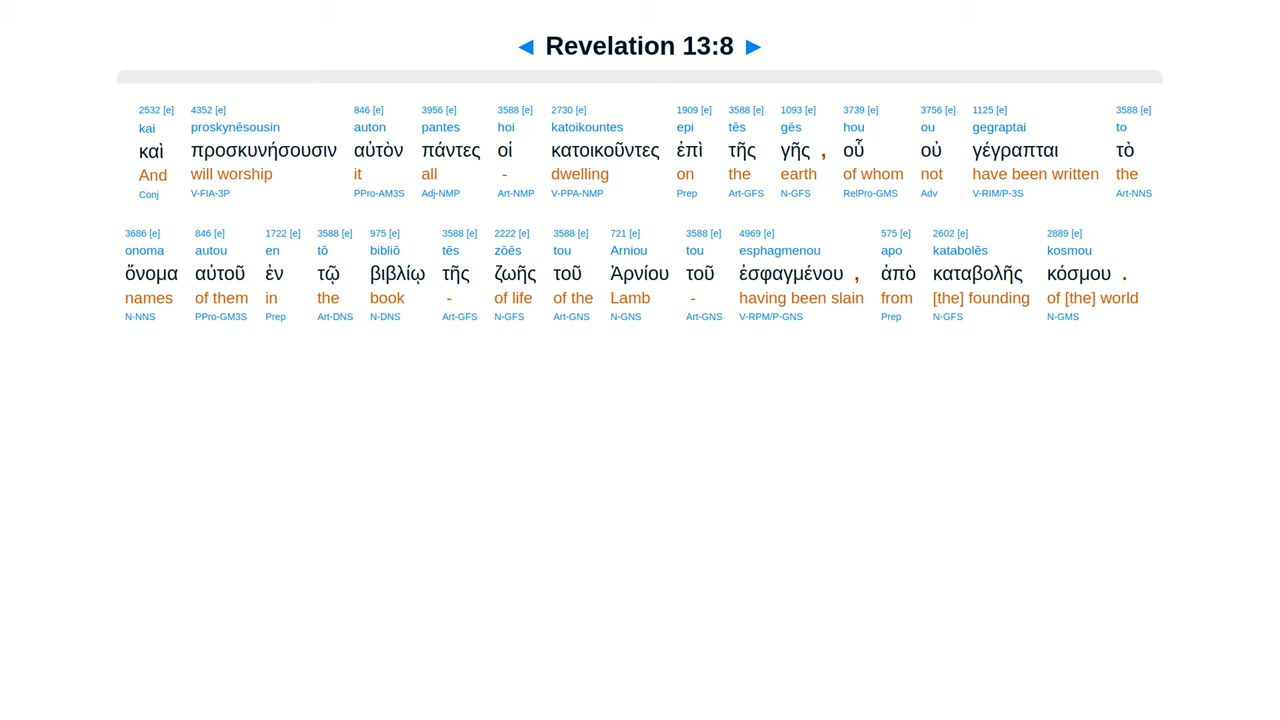 ◄ Revelation 13:8 ►
2532 [e] 4352 [e] 846 [e] 3956 [e] 3588 [e] 2730 [e] 1909 [e] 3588 [e] 1093 [e] 3739 [e] 3756 [e] 1125 [e] 3588 [e]
kai proskynēsousin auton pantes hoi katoikountes epi tēs gēs hou ou gegraptai to
καὶ προσκυνήσουσιν αὐτὸν πάντες οἱ κατοικοῦντες ἐπὶ τῆς γῆς , οὗ οὐ γέγραπται τὸ
And will worship it all - dwelling on the earth of whom not have been written the
Conj V-FIA-3P PPro-AM3S Adj-NMP Art-NMP V-PPA-NMP Prep Art-GFS N-GFS RelPro-GMS Adv V-RIM/P-3S Art-NNS
3686 [e] 846 [e] 1722 [e] 3588 [e] 975 [e] 3588 [e] 2222 [e] 3588 [e] 721 [e] 3588 [e] 4969 [e] 575 [e] 2602 [e] 2889 [e]
onoma autou en tō bibliō tēs zōēs tou Arniou tou esphagmenou apo katabolēs kosmou
ὄνομα αὐτοῦ ἐν τῷ βιβλίῳ τῆς ζωῆς τοῦ Ἀρνίου τοῦ ἐσφαγμένου , ἀπὸ καταβολῆς κόσμου .
names of them in the book - of life of the Lamb - having been slain from [the] founding of [the] world
N-NNS PPro-GM3S Prep Art-DNS N-DNS Art-GFS N-GFS Art-GNS N-GNS Art-GNS V-RPM/P-GNS Prep N-GFS N-GMS